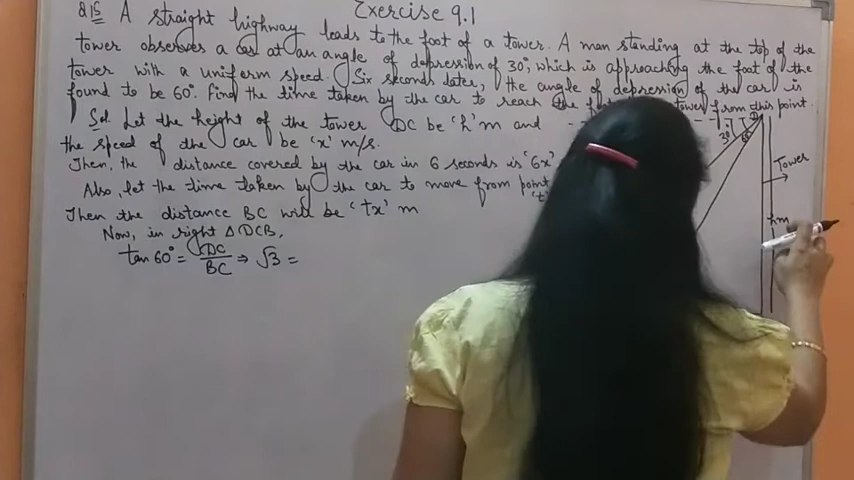 Exercise 9.1
Q15 A straight highway leads to the foot of a tower. A man standing at the top of the
tower observes a car at an angle of depression of 30°, which is approaching the foot of the
tower with a uniform speed. Six seconds later, the angle of depression of the car is
found to be 60°. Find the time taken by the car to reach the tower from this point.
Sol Let the height of the tower DC be 'h' m and
the speed of the car be 'x' m/s.
Then, the distance covered by the car in 6 seconds is '6x'
Also, let the time taken by the car to move from point
Then the distance BC will be 'tx' m
Now, in right △DCB,
tan 60° = DC/BC ⇒ √3 =
D
30°
Tower
hm